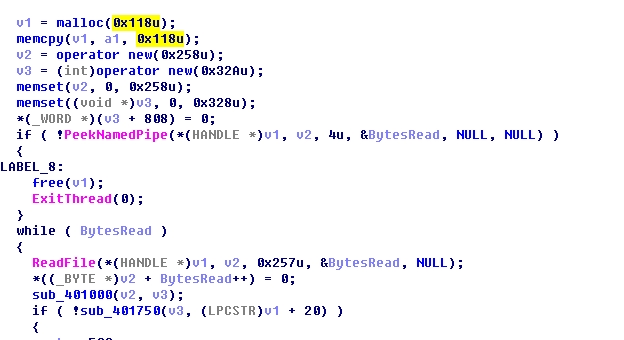 v1 = malloc(0x118u);
memcpy(v1, a1, 0x118u);
v2 = operator new(0x258u);
v3 = (int)operator new(0x32Au);
memset(v2, 0, 0x258u);
memset((void *)v3, 0, 0x328u);
*(_WORD *)(v3 + 808) = 0;
if ( !PeekNamedPipe(*(HANDLE *)v1, v2, 4u, &BytesRead, NULL, NULL) )
{
LABEL_8:
free(v1);
ExitThread(0);
}
while ( BytesRead )
{
ReadFile(*(HANDLE *)v1, v2, 0x257u, &BytesRead, NULL);
*((_BYTE *)v2 + BytesRead++) = 0;
sub_401000(v2, v3);
if ( !sub_401750(v3, (LPCSTR)v1 + 20) )
{